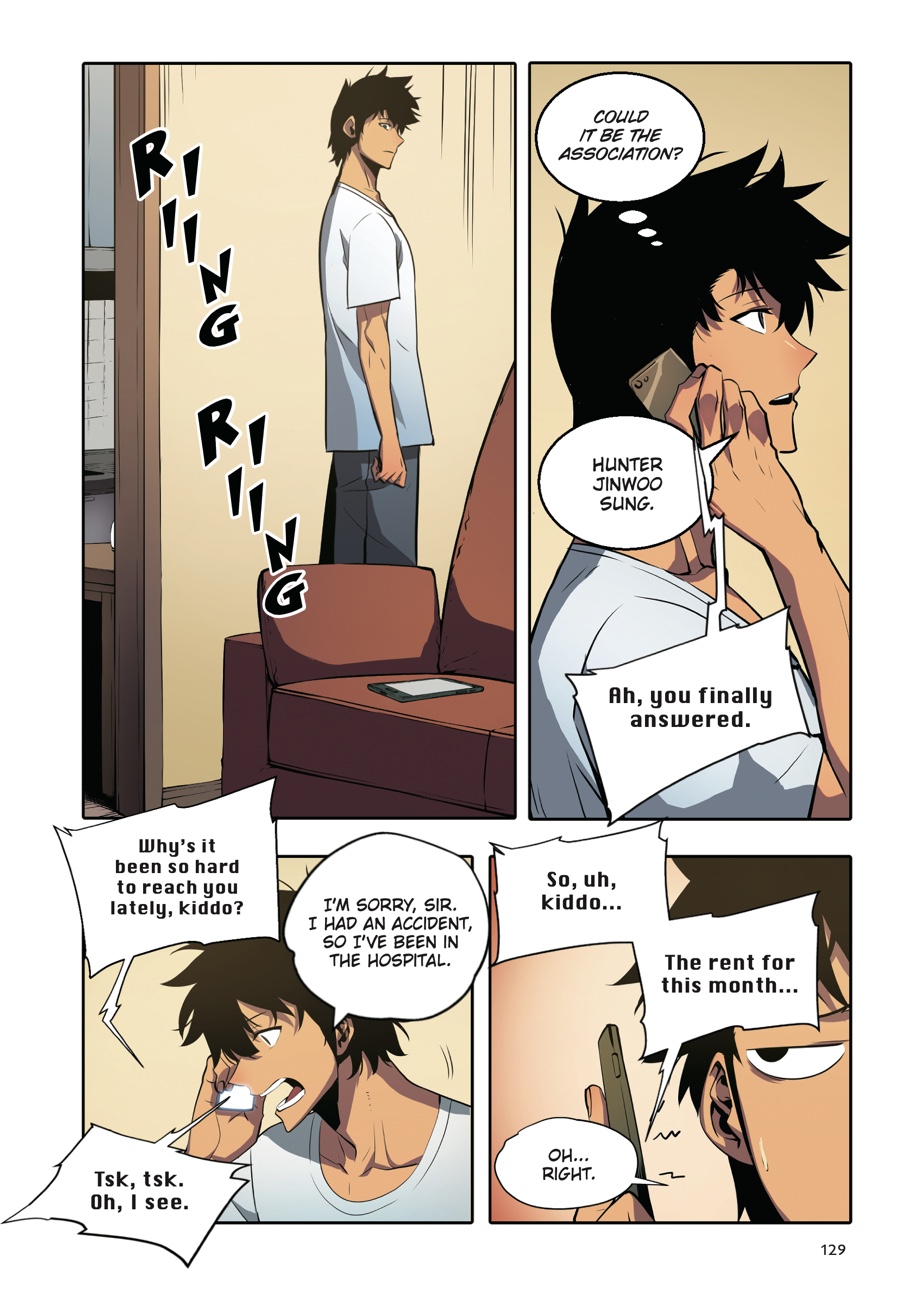 RIIING
RIIING
COULD
IT BE THE
ASSOCIATION?
HUNTER
JINWOO
SUNG.
Ah, you finally
answered.
Why's it
been so hard
to reach you
lately, kiddo?
I'M SORRY, SIR.
I HAD AN ACCIDENT,
SO I'VE BEEN IN
THE HOSPITAL.
Tsk, tsk.
Oh, I see.
So, uh,
kiddo...
The rent for
this month...
OH...
RIGHT.
129